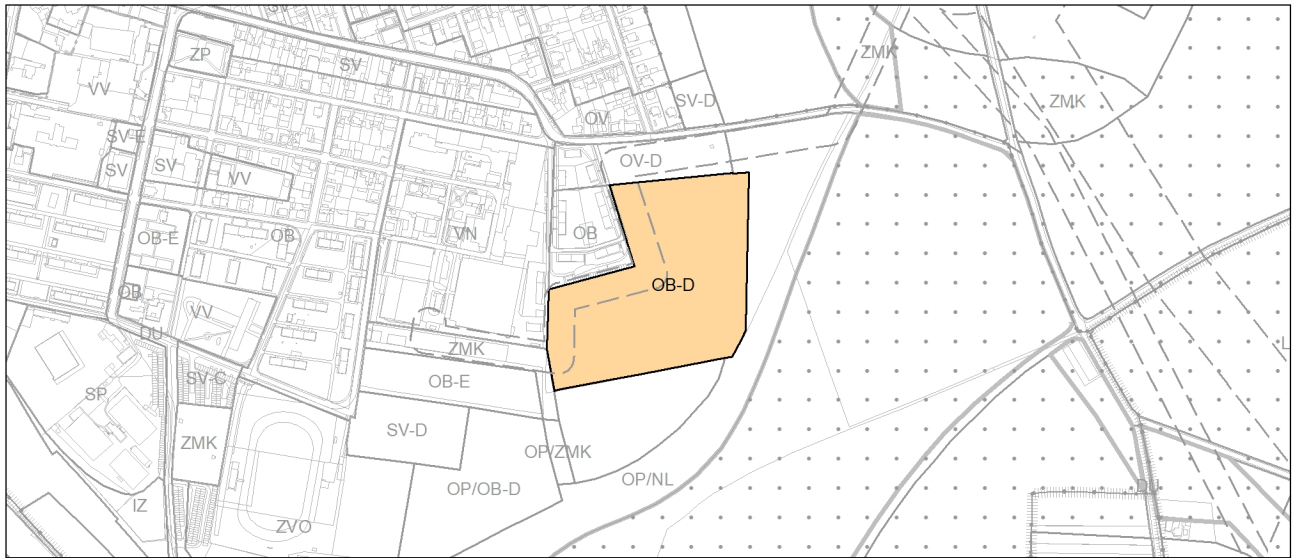 SV
ZP
SV
VV
ZMK
ZMK
SV-D
OV
SV-E
OV-D
SV
SV
VV
OB-E
OB
VN
OB
OB-D
OB
VV
DU
ZMK
L
SV-C
OB-E
SP
SV-D
ZMK
OP/ZMK
OP/NL
OP/OB-D
DU
IZ
ZVO